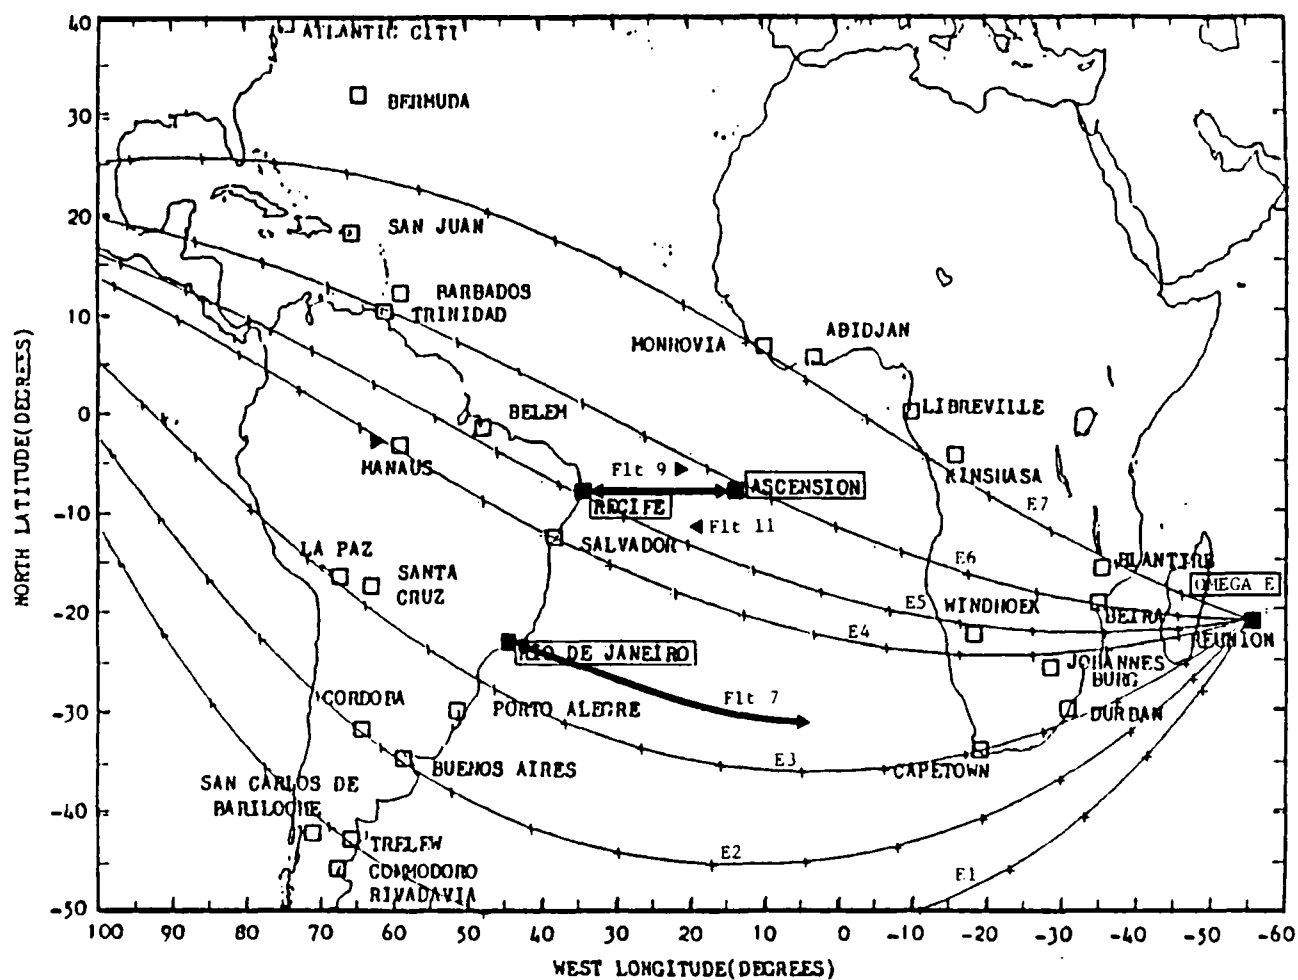 40
ATLANTIC CITY
30
BERMUDA
20
SAN JUAN
BARBADOS
TRINIDAD
10
MONROVIA
ABIDJAN
LIBREVILLE
0
BELEM
MANAUS
KINSHASA
Flt 9
ASCENSION
RECIFE
E7
-10
Flt 11
SALVADOR
LA PAZ
SANTA
CRUZ
E6
BLANTIRE
OMEGA E
E5
WINDHOEK
BEIRA
-20
E4
REUNION
RIO DE JANEIRO
JOHANNES
BURG
CORDOBA
Flt 7
PORTO ALEGRE
DURBAN
-30
E3
CAPETOWN
BUENOS AIRES
SAN CARLOS DE
BARILOCHE
-40
TRELEW
E2
COMMODORO
RIVADAVIA
E1
-50
100 90 80 70 60 50 40 30 20 10 0 -10 -20 -30 -40 -50 -60
WEST LONGITUDE(DEGREES)
NORTH LATITUDE(DEGREES)